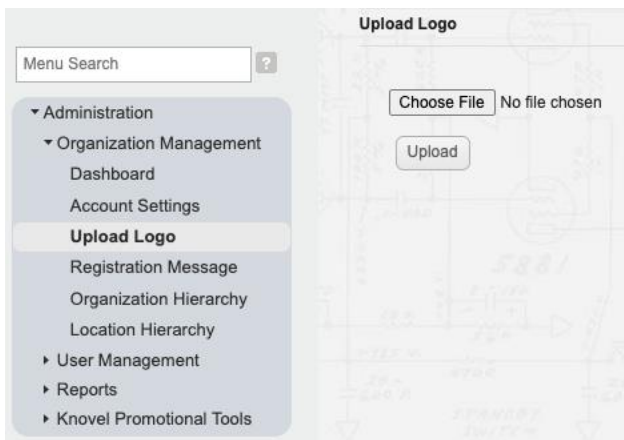 Upload Logo
Menu Search
?
Choose File No file chosen
Upload
Administration
Organization Management
Dashboard
Account Settings
Upload Logo
Registration Message
Organization Hierarchy
Location Hierarchy
User Management
Reports
Knovel Promotional Tools
5881